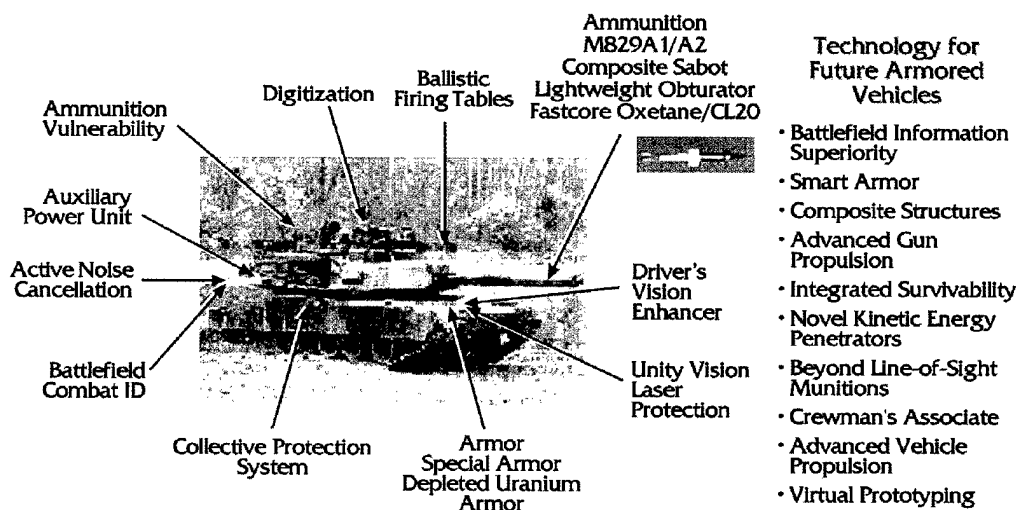 Ammunition
Vulnerability
Digitization
Ballistic
Firing Tables
Ammunition
M829A1/A2
Composite Sabot
Lightweight Obturator
Fastcore Oxetane/CL20
Auxiliary
Power Unit
Active Noise
Cancellation
Battlefield
Combat ID
Collective Protection
System
Armor
Special Armor
Depleted Uranium
Armor
Driver's
Vision
Enhancer
Unity Vision
Laser
Protection
Technology for
Future Armored
Vehicles
• Battlefield Information
Superiority
• Smart Armor
• Composite Structures
• Advanced Gun
Propulsion
• Integrated Survivability
• Novel Kinetic Energy
Penetrators
• Beyond Line-of-Sight
Munitions
• Crewman's Associate
• Advanced Vehicle
Propulsion
• Virtual Prototyping